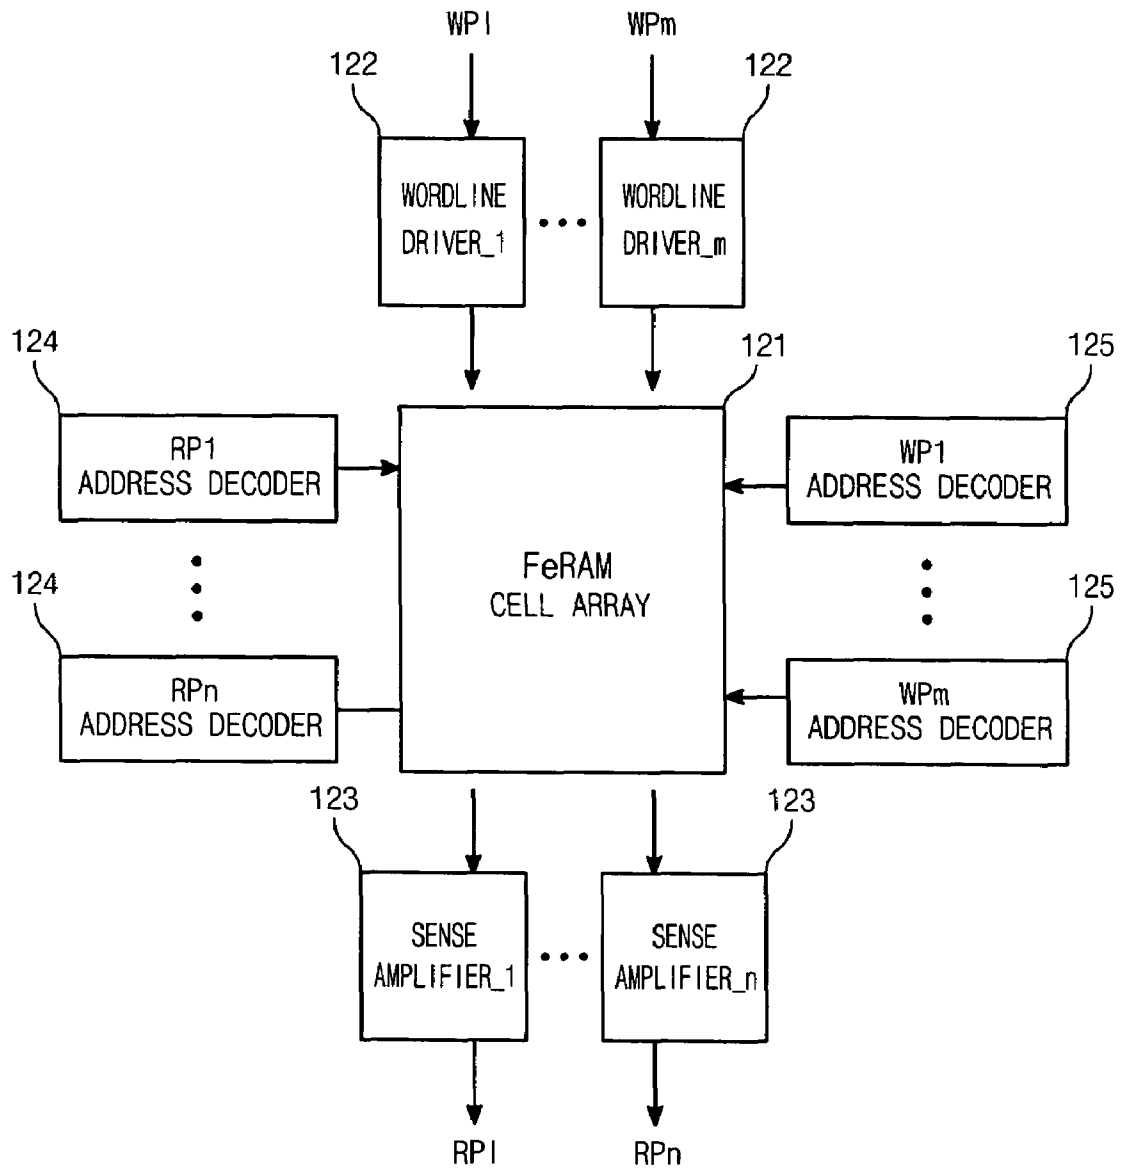 WP1
WPm
122
122
WORDLINE
DRIVER_1
WORDLINE
DRIVER_m
124
121
125
RP1
ADDRESS DECODER
WP1
ADDRESS DECODER
FeRAM
CELL ARRAY
124
125
RPn
ADDRESS DECODER
WPm
ADDRESS DECODER
123
123
SENSE
AMPLIFIER_1
SENSE
AMPLIFIER_n
RP1
RPn